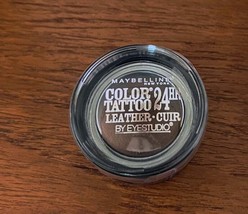 MAYBELLINE
NEW YORK
COLOR
TATTOO 24HR
LEATHER·CUIR
BY EYESTUDIO®